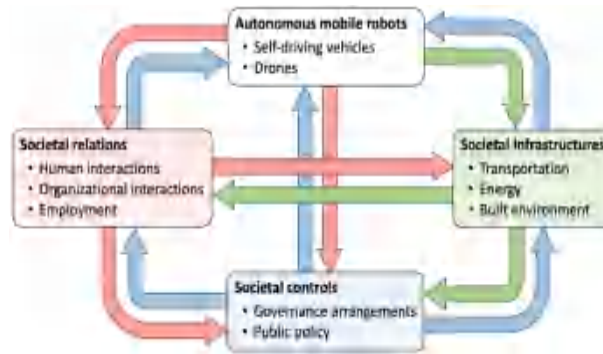 Autonomous mobile robots
• Self-driving vehicles
• Drones
Societal relations
• Human interactions
• Organizational interactions
• Employment
Societal infrastructures
• Transportation
• Energy
• Built environment
Societal controls
• Governance arrangements
• Public policy